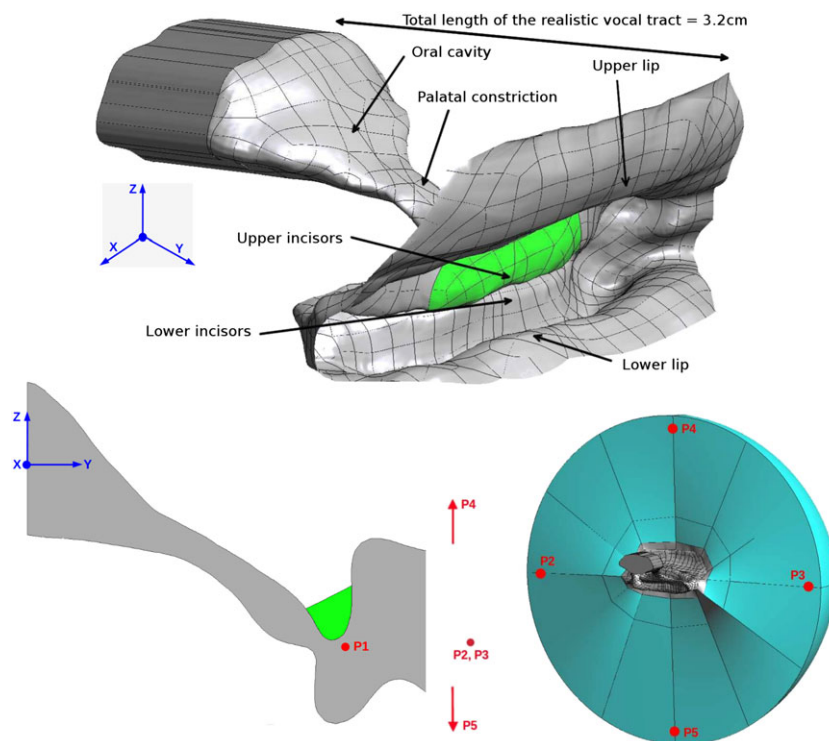 Total length of the realistic vocal tract = 3.2cm
Oral cavity
Upper lip
Palatal constriction
Z
X
Y
Upper incisors
Lower incisors
Lower lip
Z
X
Y
P4
P4
P2
P3
P1
P2, P3
P5
P5